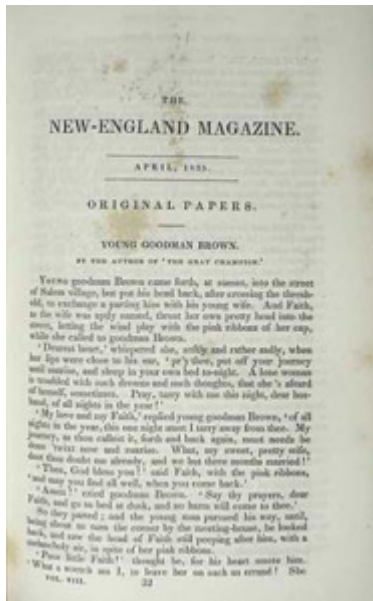 THE
NEW-ENGLAND MAGAZINE.
APRIL, 1835.
ORIGINAL PAPERS.
YOUNG GOODMAN BROWN.
BY THE AUTHOR OF 'THE GRAY CHAMPION.'
YOUNG goodman Brown came forth, at sunset, into the street
of Salem village, but put his head back, after crossing the thresh-
old, to exchange a parting kiss with his young wife. And Faith,
as the wife was aptly named, thrust her own pretty head into the
street, letting the wind play with the pink ribbons of her cap,
while she called to goodman Brown.
'Dearest heart,' whispered she, softly and rather sadly, when
her lips were close to his ear, 'pr'y thee, put off your journey
until sunrise, and sleep in your own bed to-night. A lone woman
is troubled with such dreams and such thoughts, that she's afeard
of herself, sometimes. Pray, tarry with me this night, dear hus-
band, of all nights in the year!'
'My love and my Faith,' replied young goodman Brown, 'of all
nights in the year, this one night must I tarry away from thee. My
journey, as thou callest it, forth and back again, must needs be
done 'twixt now and sunrise. What, my sweet, pretty wife,
dost thou doubt me already, and we but three months married!'
'Then, God bless you!' said Faith, with the pink ribbons,
'and may you find all well, when you come back.'
'Amen!' cried goodman Brown. 'Say thy prayers, dear
Faith, and go to bed at dusk, and no harm will come to thee.'
So they parted; and the young man pursued his way, until,
being about to turn the corner by the meeting-house, he looked
back, and saw the head of Faith still peeping after him, with a
melancholy air, in spite of her pink ribbons.
'Poor little Faith!' thought he, for his heart smote him.
'What a wretch am I, to leave her on such an errand! She
VOL. VIII. 32